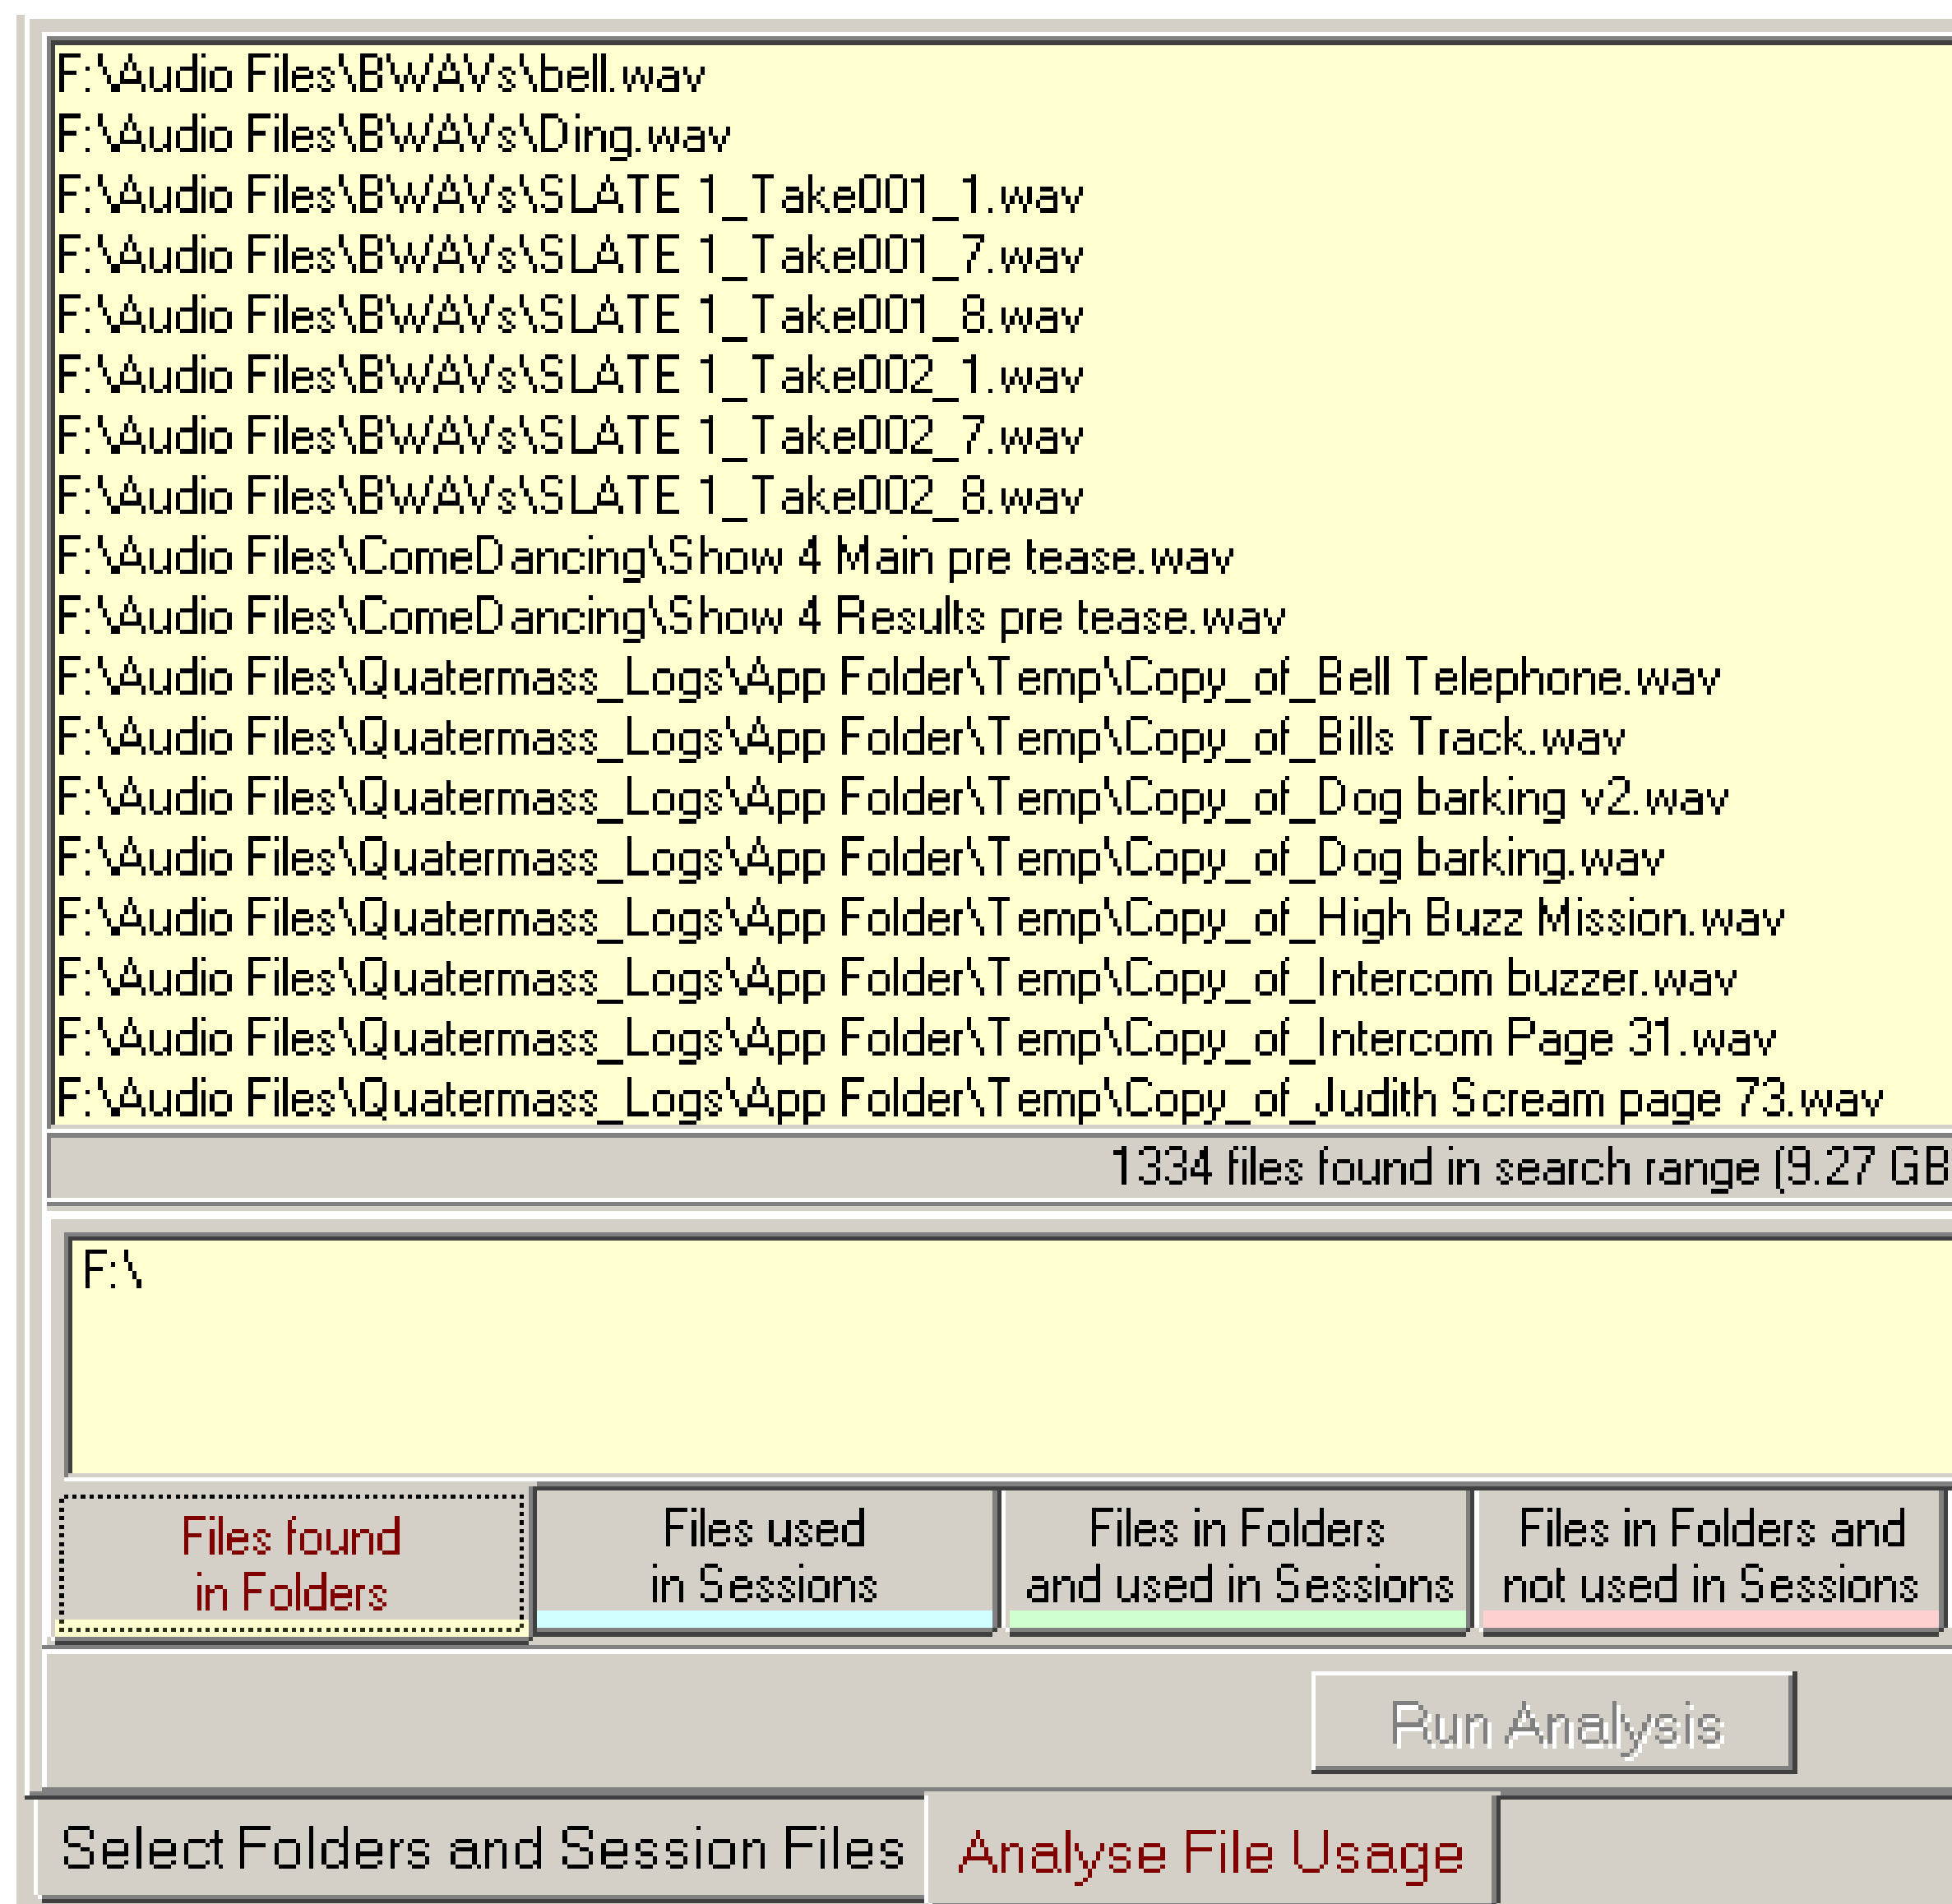 F:\Audio Files\BWAVs\bell.wav
F:\Audio Files\BWAVs\Ding.wav
F:\Audio Files\BWAVs\SLATE 1_Take001_1.wav
F:\Audio Files\BWAVs\SLATE 1_Take001_7.wav
F:\Audio Files\BWAVs\SLATE 1_Take001_8.wav
F:\Audio Files\BWAVs\SLATE 1_Take002_1.wav
F:\Audio Files\BWAVs\SLATE 1_Take002_7.wav
F:\Audio Files\BWAVs\SLATE 1_Take002_8.wav
F:\Audio Files\ComeDancing\Show 4 Main pre tease.wav
F:\Audio Files\ComeDancing\Show 4 Results pre tease.wav
F:\Audio Files\Quatermass_Logs\App Folder\Temp\Copy_of_Bell Telephone.wav
F:\Audio Files\Quatermass_Logs\App Folder\Temp\Copy_of_Bills Track.wav
F:\Audio Files\Quatermass_Logs\App Folder\Temp\Copy_of_Dog barking v2.wav
F:\Audio Files\Quatermass_Logs\App Folder\Temp\Copy_of_Dog barking.wav
F:\Audio Files\Quatermass_Logs\App Folder\Temp\Copy_of_High Buzz Mission.wav
F:\Audio Files\Quatermass_Logs\App Folder\Temp\Copy_of_Intercom buzzer.wav
F:\Audio Files\Quatermass_Logs\App Folder\Temp\Copy_of_Intercom Page 31.wav
F:\Audio Files\Quatermass_Logs\App Folder\Temp\Copy_of_Judith Scream page 73.wav
1334 files found in search range (9.27 GB
F:\
Files found
in Folders
Files used
in Sessions
Files in Folders
and used in Sessions
Files in Folders and
not used in Sessions
Run Analysis
Select Folders and Session Files
Analyse File Usage